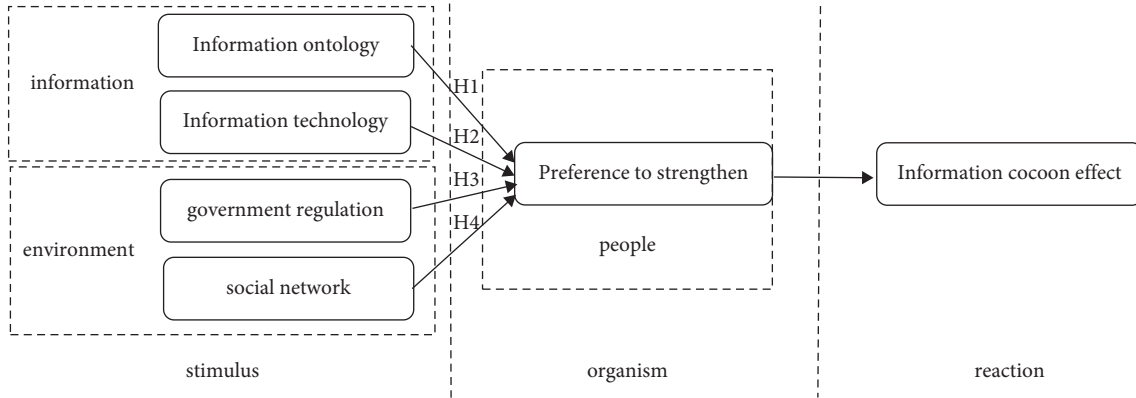 Information ontology
information
Information technology
H1
H2
Preference to strengthen
Information cocoon effect
H3
government regulation
H4
environment
people
social network
stimulus
organism
reaction